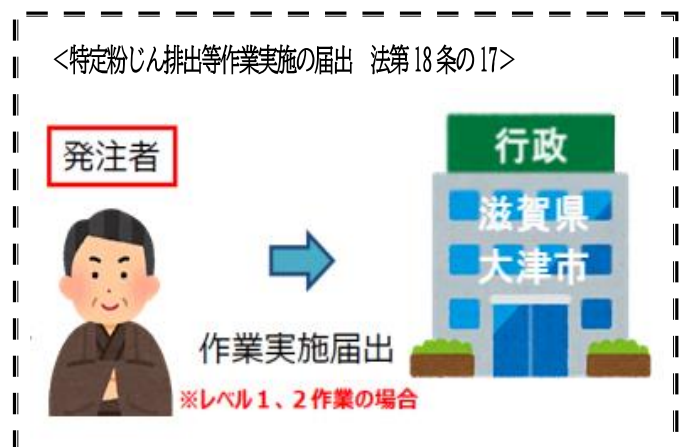 ＜特定粉じん排出等作業実施の届出　法第18条の17＞
発注者
行政
滋賀県
大津市
作業実施届出
※レベル１、２作業の場合